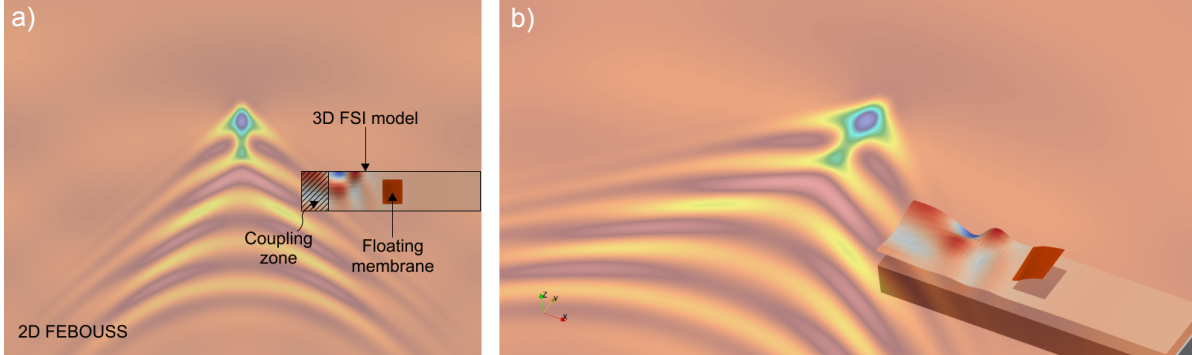 a)
3D FSI model
Coupling
zone
Floating
membrane
2D FEBOUSS
b)
Z
Y
X